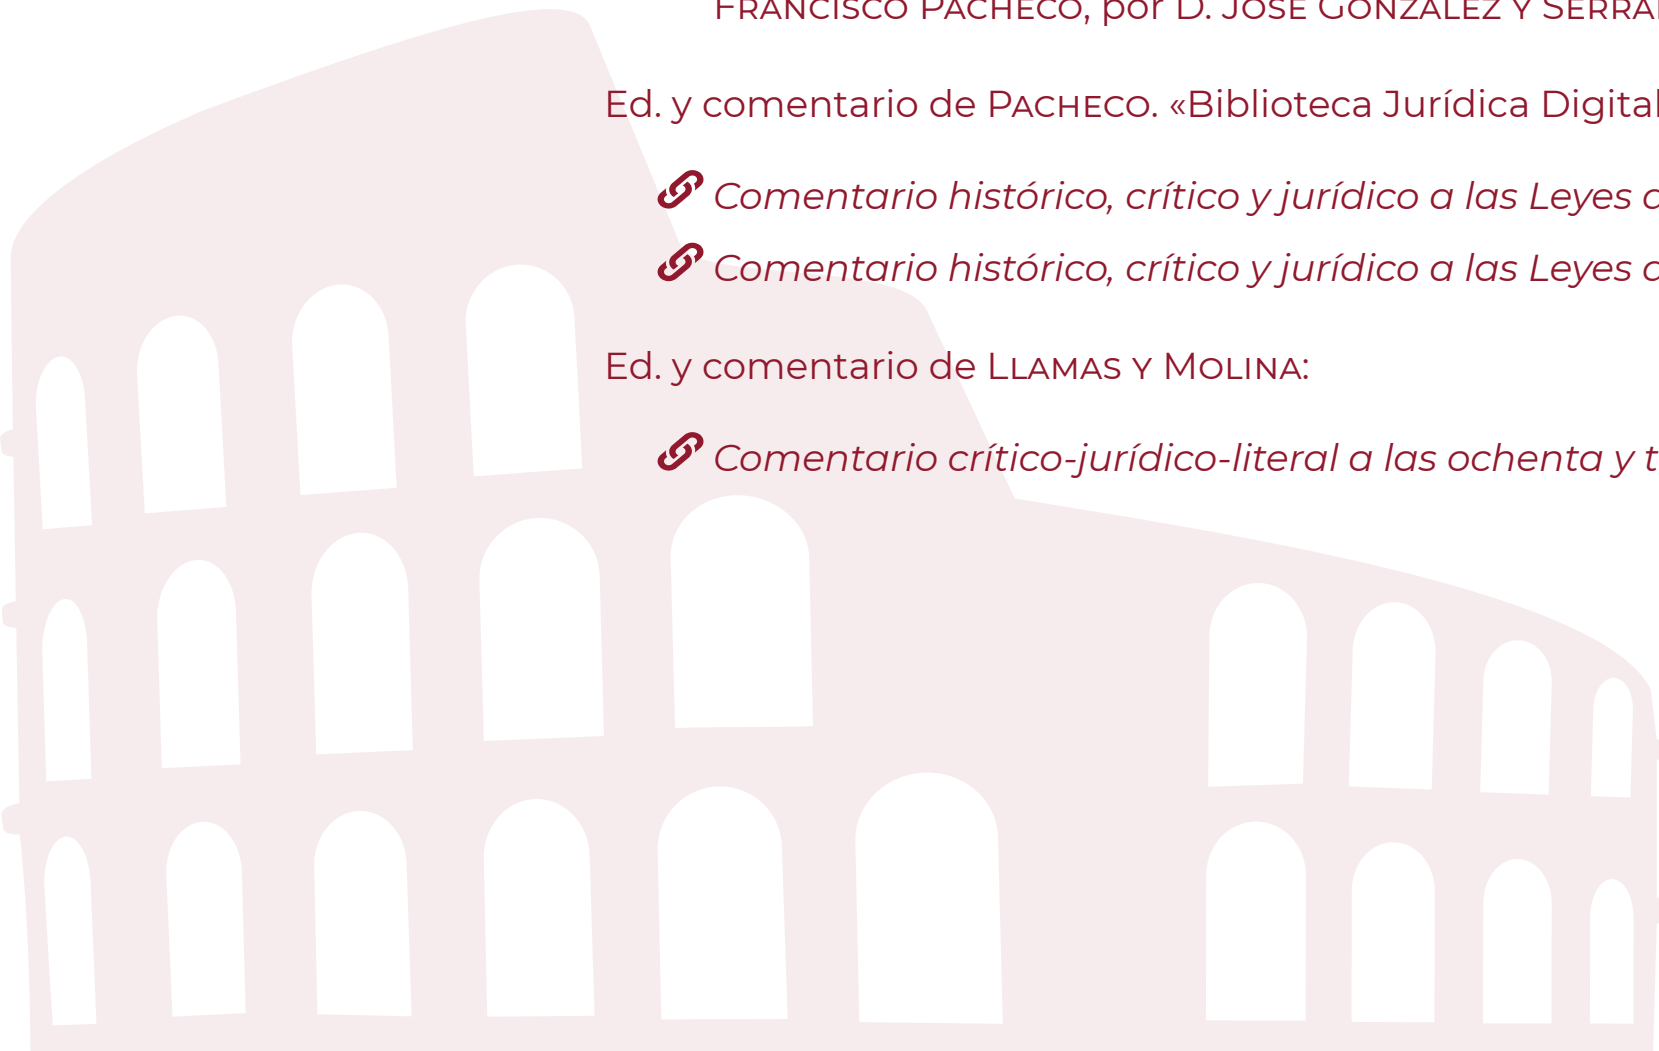 FRANCISCO PACHECO, por D. JOSÉ GONZÁLEZ Y
Ed. y comentario de PACHECO. «Biblioteca Jurídica Digital
Comentario histórico, crítico y jurídico a las Leyes
Comentario histórico, crítico y jurídico a las Leyes
Ed. y comentario de LLAMAS Y MOLINA:
Comentario crítico-jurídico-literal a las ochenta y